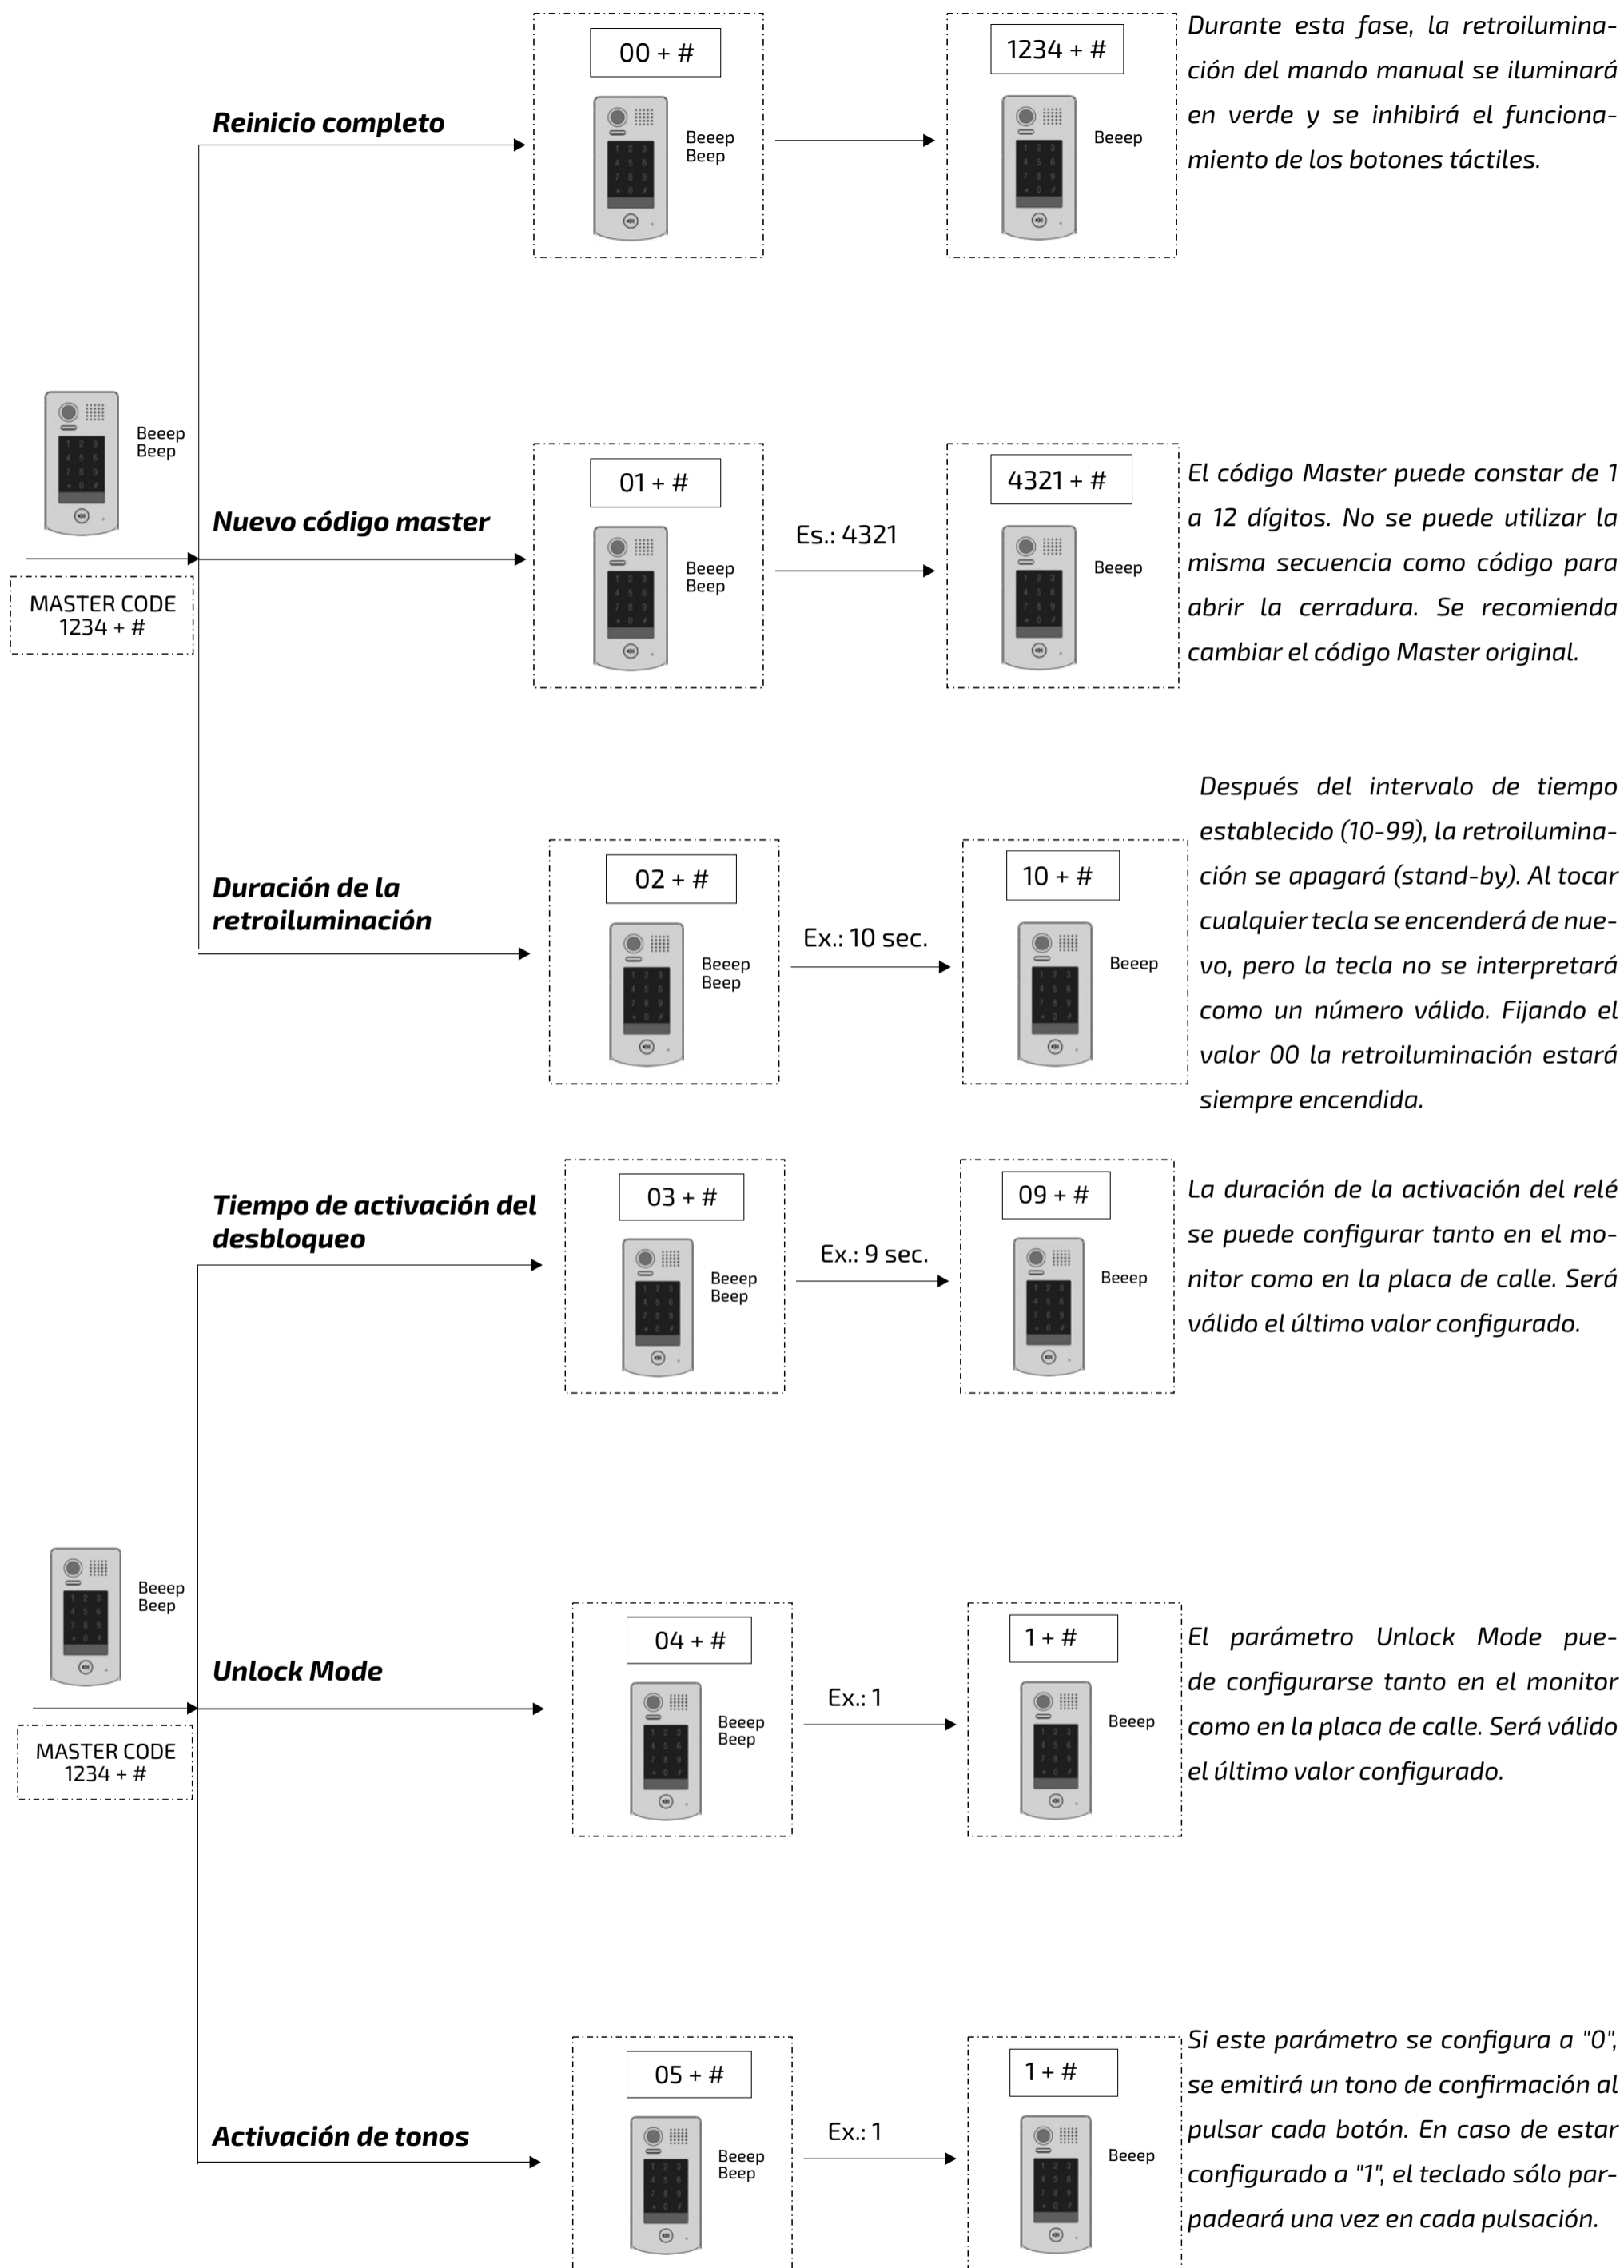 00 + #
1234 + #
Reinicio completo
Beeep
Beep
Beeep
Durante esta fase, la retroilumina-
ción del mando manual se iluminará
en verde y se inhibirá el funciona-
miento de los botones táctiles.
Beeep
Beep
MASTER CODE
1234 + #
Nuevo código master
01 + #
Beeep
Beep
Es.: 4321
4321 + #
Beeep
El código Master puede constar de 1
a 12 dígitos. No se puede utilizar la
misma secuencia como código para
abrir la cerradura. Se recomienda
cambiar el código Master original.
Duración de la
retroiluminación
02 + #
Beeep
Beep
Ex.: 10 sec.
10 + #
Beeep
Después del intervalo de tiempo
establecido (10-99), la retroilumina-
ción se apagará (stand-by). Al tocar
cualquier tecla se encenderá de nue-
vo, pero la tecla no se interpretará
como un número válido. Fijando el
valor 00 la retroiluminación estará
siempre encendida.
Tiempo de activación del
desbloqueo
03 + #
Beeep
Beep
Ex.: 9 sec.
09 + #
Beeep
La duración de la activación del relé
se puede configurar tanto en el mo-
nitor como en la placa de calle. Será
válido el último valor configurado.
Beeep
Beep
MASTER CODE
1234 + #
Unlock Mode
04 + #
Beeep
Beep
Ex.: 1
1 + #
Beeep
El parámetro Unlock Mode pue-
de configurarse tanto en el monitor
como en la placa de calle. Será válido
el último valor configurado.
Activación de tonos
05 + #
Beeep
Beep
Ex.: 1
1 + #
Beeep
Si este parámetro se configura a "0",
se emitirá un tono de confirmación al
pulsar cada botón. En caso de estar
configurado a "1", el teclado sólo par-
padeará una vez en cada pulsación.